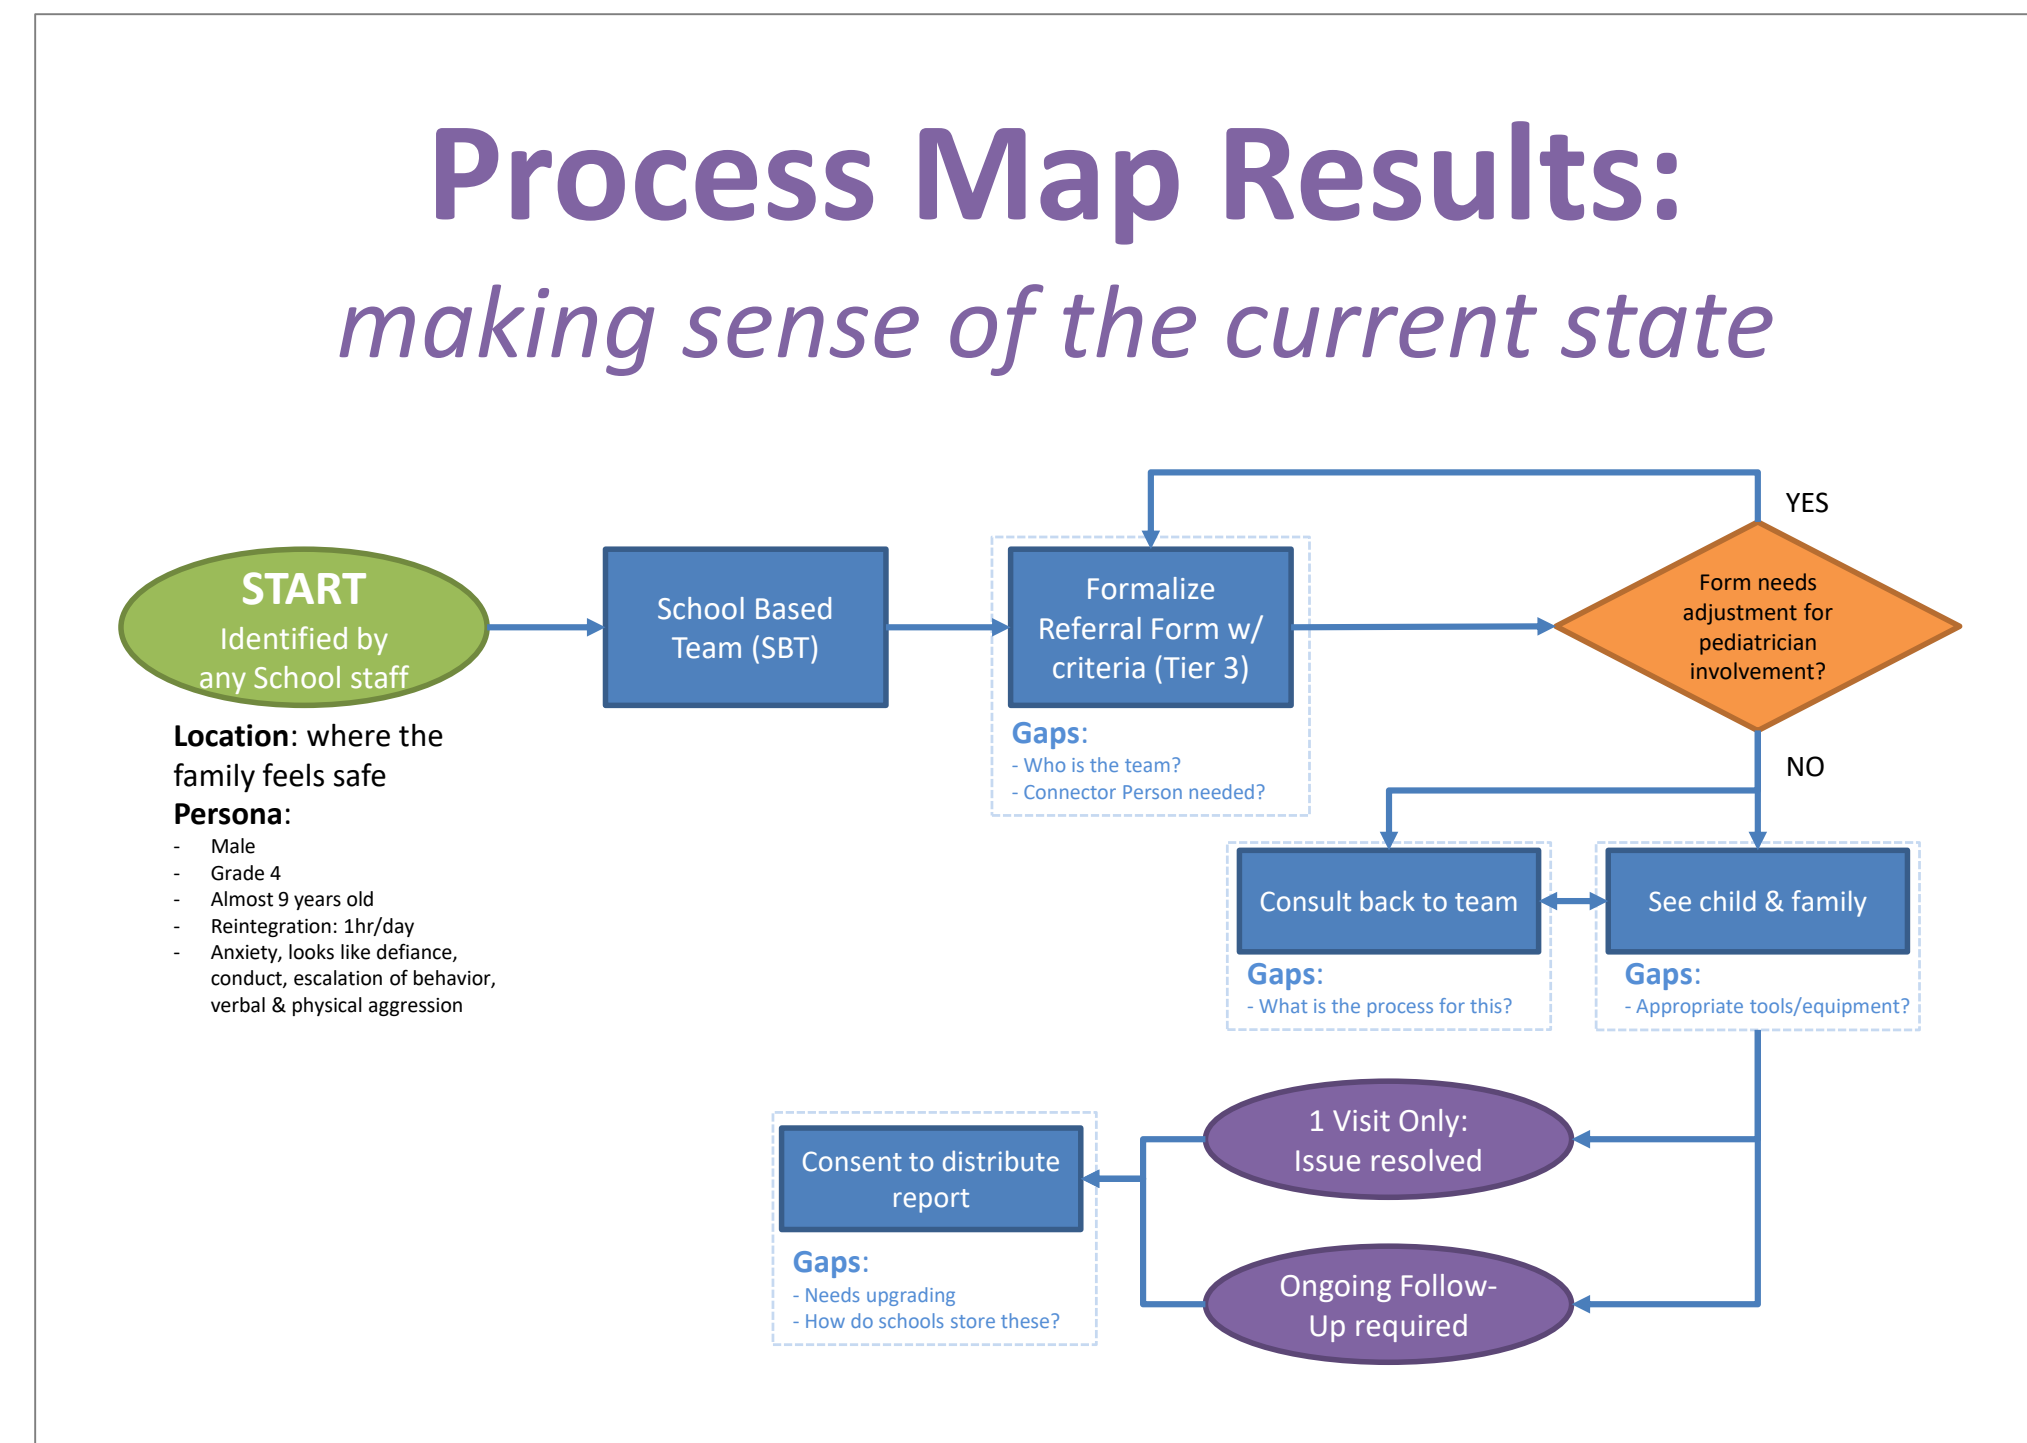 Process Map Results:
making sense of the current state
START
Identified by
any School staff
Location: where the
family feels safe
Persona:
- Male
- Grade 4
- Almost 9 years old
- Reintegration: 1hr/day
- Anxiety, looks like defiance,
conduct, escalation of behavior,
verbal & physical aggression
School Based
Team (SBT)
Formalize
Referral Form w/
criteria (Tier 3)
Gaps:
- Who is the team?
- Connector Person needed?
YES
Form needs
adjustment for
pediatrician
involvement?
NO
Consult back to team
Gaps:
- What is the process for this?
See child & family
Gaps:
- Appropriate tools/equipment?
1 Visit Only:
Issue resolved
Ongoing Follow-
Up required
Consent to distribute
report
Gaps:
- Needs upgrading
- How do schools store these?